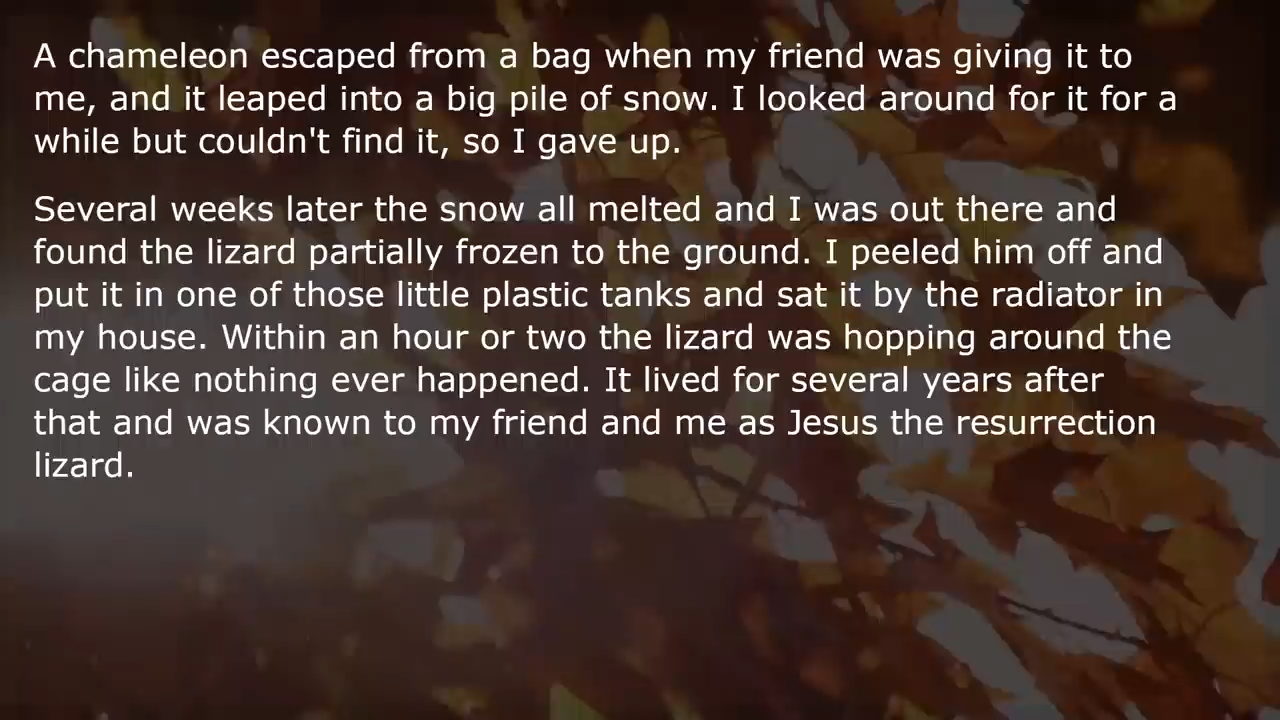 A chameleon escaped from a bag when my friend was giving it to
me, and it leaped into a big pile of snow. I looked around for it for a
while but couldn't find it, so I gave up.
Several weeks later the snow all melted and I was out there and
found the lizard partially frozen to the ground. I peeled him off and
put it in one of those little plastic tanks and sat it by the radiator in
my house. Within an hour or two the lizard was hopping around the
cage like nothing ever happened. It lived for several years after
that and was known to my friend and me as Jesus the resurrection
lizard.